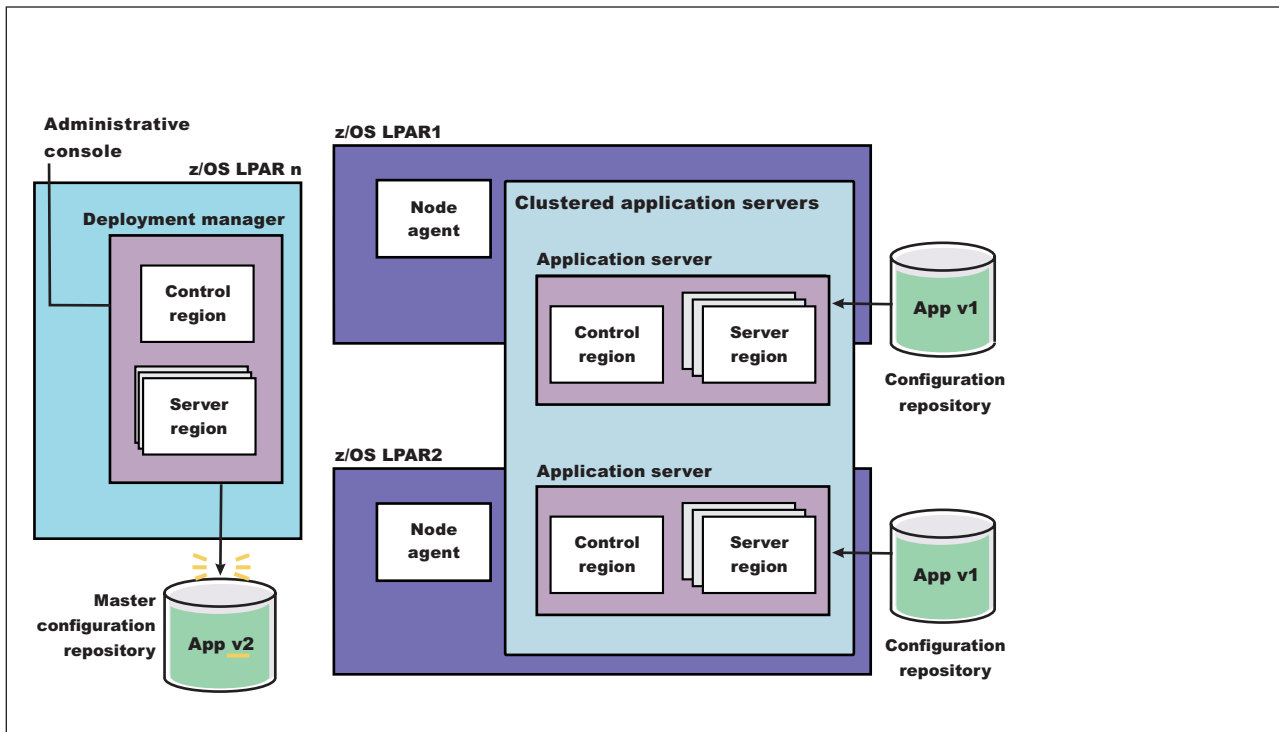 Administrative
console
z/OS LPAR n
Deployment manager
Control
region
Server
region
Master
configuration
repository
App v2
z/OS LPAR1
Node
agent
Clustered application servers
Application server
Control
region
Server
region
App v1
Configuration
repository
z/OS LPAR2
Node
agent
Application server
Control
region
Server
region
App v1
Configuration
repository